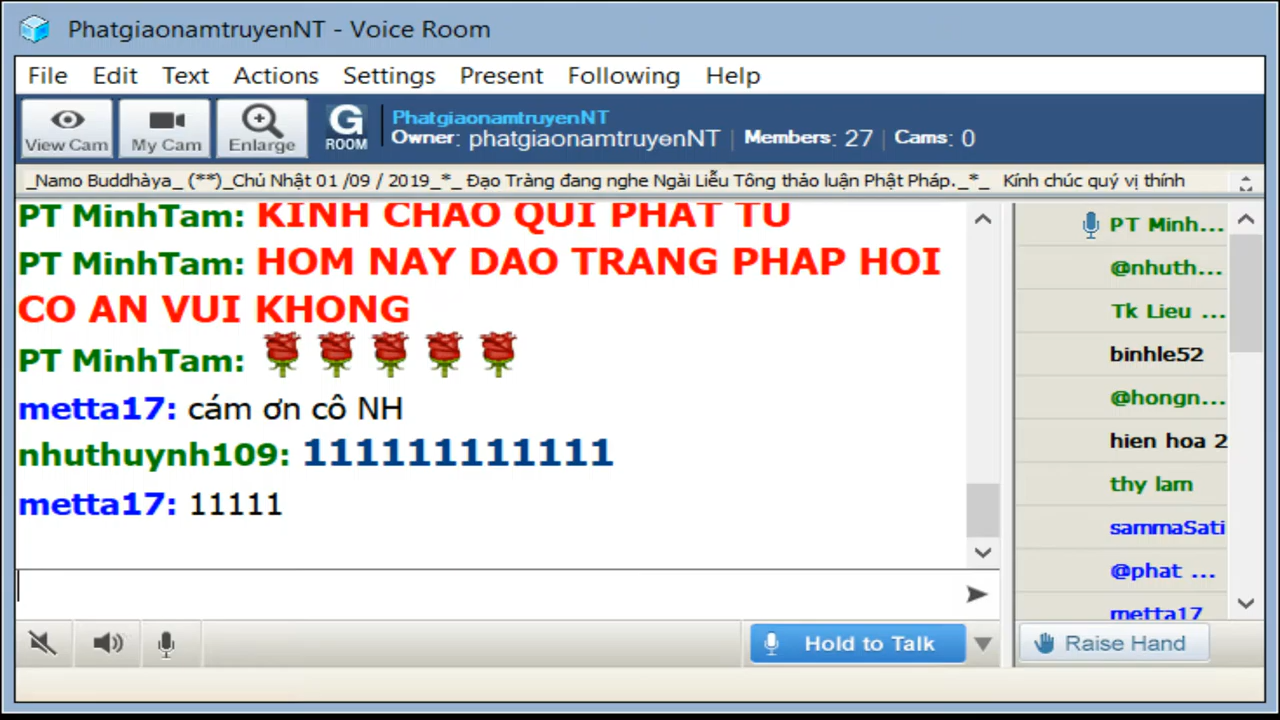 PhatgiaonamtruyenNT - Voice Room
File Edit Text Actions Settings Present Following Help
View Cam My Cam Enlarge G ROOM
PhatgiaonamtruyenNT
Owner: phatgiaonamtruyenNT | Members: 27 | Cams: 0
_Namo Buddhàya_ (**)_Chủ Nhật 01 /09 / 2019_*_ Đạo Tràng đang nghe Ngài Liễu Tông thảo luận Phật Pháp._*_ Kính chúc quý vị thính
PT MinhTam: KINH CHAO QUI PHAT TU
PT MinhTam: HOM NAY DAO TRANG PHAP HOI
CO AN VUI KHONG
PT MinhTam:
metta17: cám ơn cô NH
nhuthuynh109: 111111111111
metta17: 11111
PT Minh...
@nhuth...
Tk Lieu ...
binhle52
@hongn...
hien hoa 2
thy lam
sammaSati
@phat ...
metta17
Hold to Talk
Raise Hand